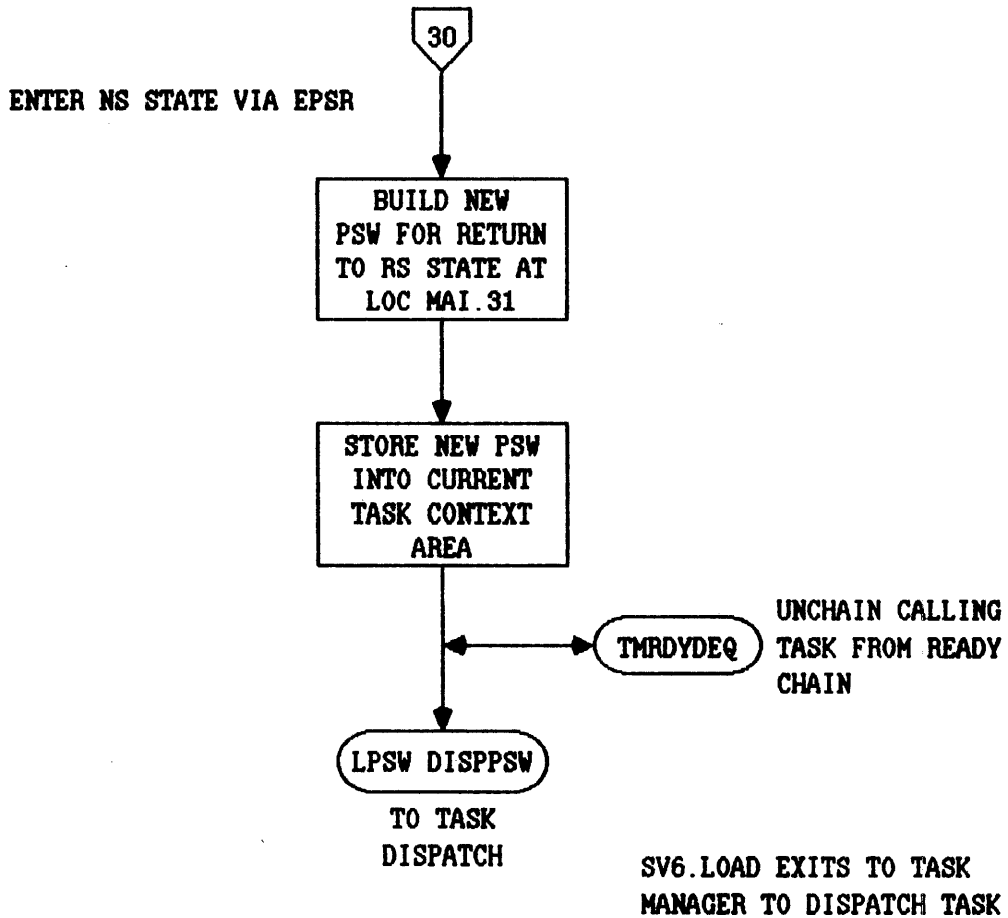 30
ENTER NS STATE VIA EPSR
BUILD NEW
PSW FOR RETURN
TO RS STATE AT
LOC MAI.31
STORE NEW PSW
INTO CURRENT
TASK CONTEXT
AREA
TMRDYDEQ
UNCHAIN CALLING
TASK FROM READY
CHAIN
LPSW DISPPSW
TO TASK
DISPATCH
SV6.LOAD EXITS TO TASK
MANAGER TO DISPATCH TASK